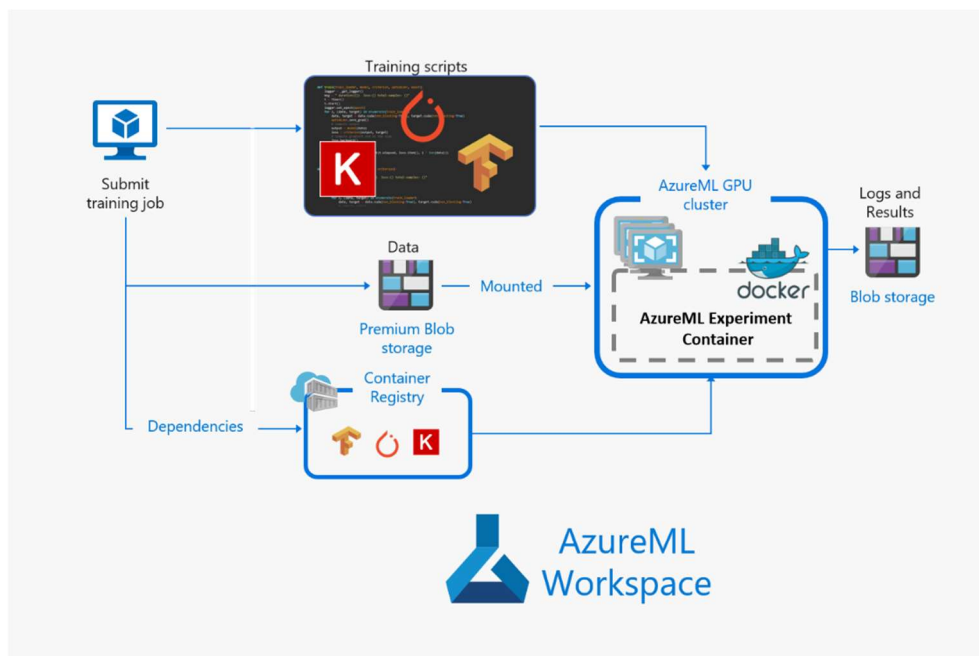 Training scripts
Submit
training job
K
AzureML GPU
cluster
Logs and
Results
Data
Mounted
docker
Blob storage
AzureML Experiment
Container
Premium Blob
storage
Container
Registry
Dependencies
K
AzureML
Workspace